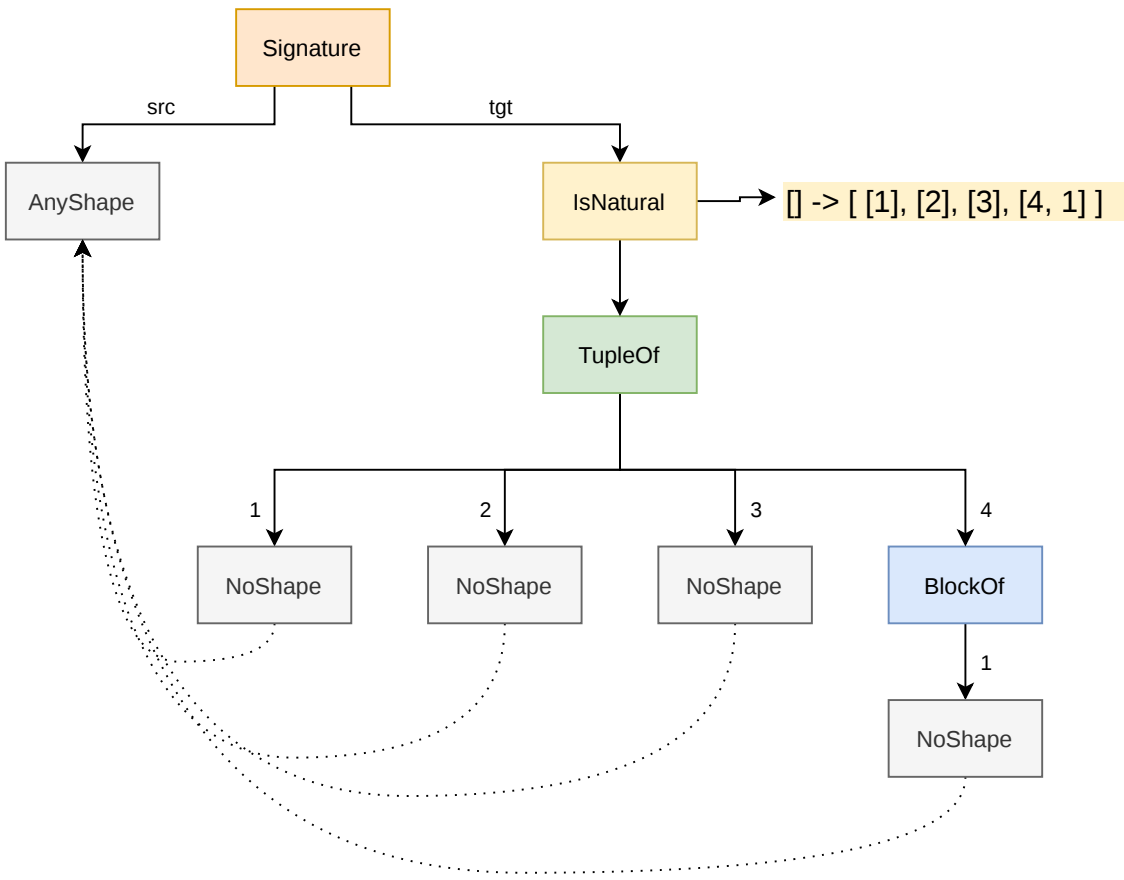 Signature
src
tgt
AnyShape
IsNatural
[] -> [ [1], [2], [3], [4, 1] ]
TupleOf
1
2
3
4
NoShape
NoShape
NoShape
BlockOf
1
NoShape